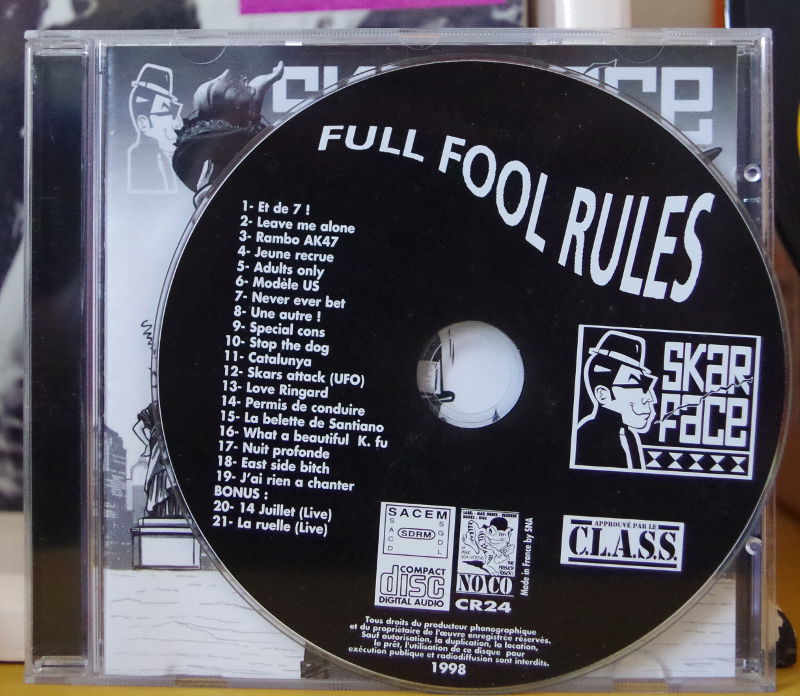 FULL FOOL RULES
1- Et de 7 !
2- Leave me alone
3- Rambo AK47
4- Jeune recrue
5- Adults only
6- Modèle US
7- Never ever bet
8- Une autre !
9- Special cons
10- Stop the dog
11- Catalunya
12- Skars attack (UFO)
13- Love Ringard
14- Permis de conduire
15- La belette de Santiano
16- What a beautiful K. fu
17- Nuit profonde
18- East side bitch
19- J'ai rien a chanter
BONUS :
20- 14 Juillet (Live)
21- La ruelle (Live)
SKAR
FACE
SACEM
SACD
SDRM
SGDL
COMPACT
disc
DIGITAL AUDIO
NO/CO
CR24
Made in France by SNA
APPROUVÉ PAR LE
C.L.A.S.S.
Tous droits du producteur phonographique
et du propriétaire de l'œuvre enregistrée réservés.
Sauf autorisation, la duplication, la location,
le prêt, l'utilisation de ce disque pour
exécution publique et radiodiffusion sont interdits.
1998